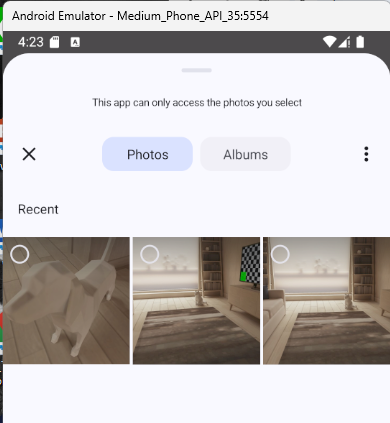 Android Emulator - Medium_Phone_API_35:5554
4:23
A
This app can only access the photos you select
Photos
Albums
Recent